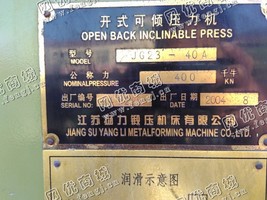 开式可倾压力机
OPEN BACK INCLINABLE PRESS
型号 JG23-40A
MODEL
公称力 400 千牛
NOMINALPRESSURE KN
出厂编号 出厂日期 2004 8
SERIAL No DATE
江苏扬力锻压机床有限公司
JIANG SU YANG LI METALFORMING MACHINE CO.,LTD.
润滑示意图